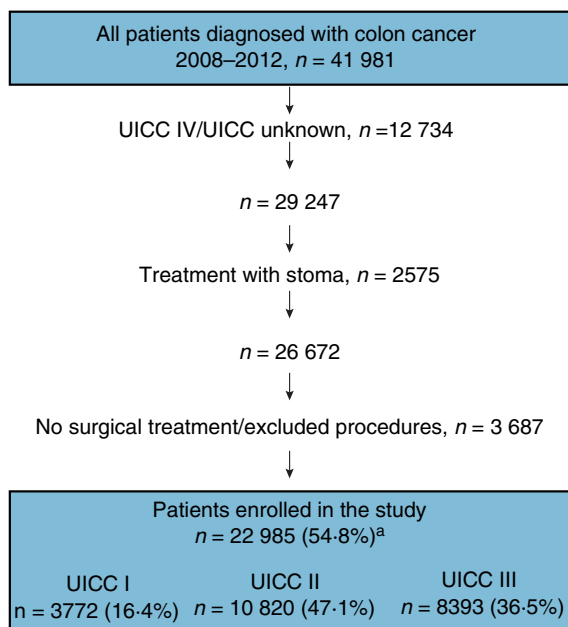 All patients diagnosed with colon cancer
2008–2012, n = 41 981
UICC IV/UICC unknown, n =12 734
n = 29 247
Treatment with stoma, n = 2575
n = 26 672
No surgical treatment/excluded procedures, n = 3 687
Patients enrolled in the study
n = 22 985 (54·8%)ᵃ
UICC I
n = 3772 (16·4%)
UICC II
n = 10 820 (47·1%)
UICC III
n = 8393 (36·5%)